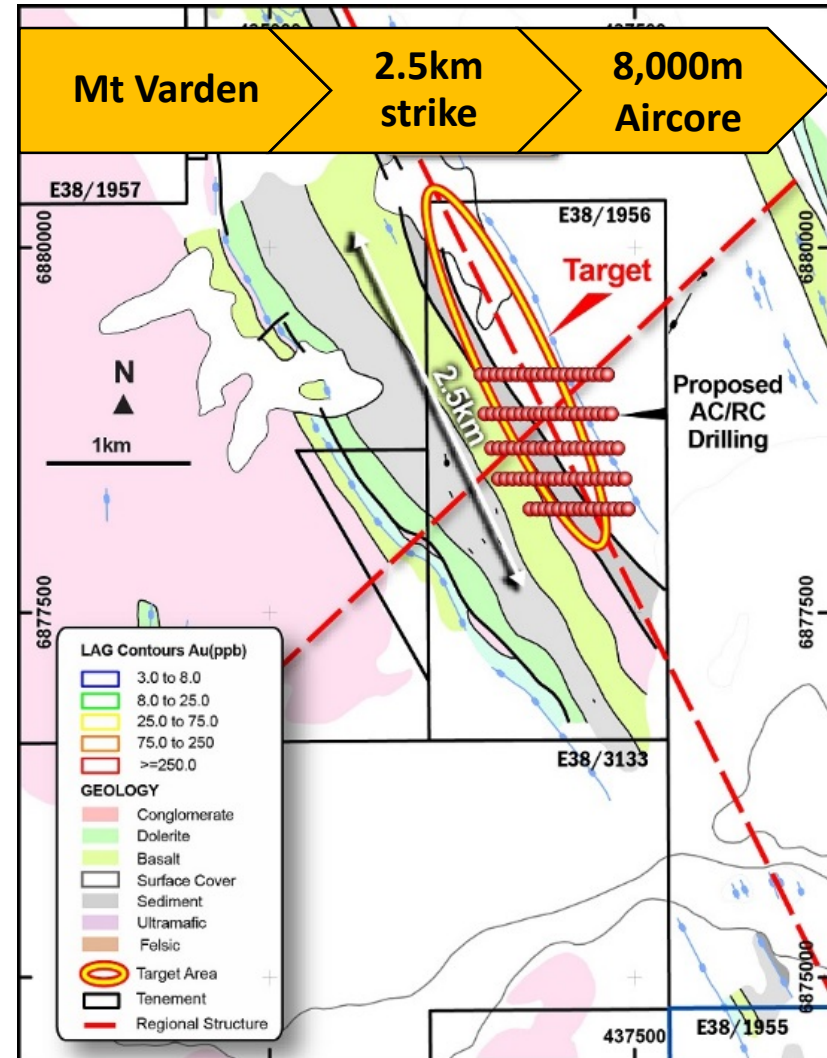 Mt Varden
2.5km
strike
8,000m
Aircore
E38/1957
E38/1956
6880000
6880000
Target
2.5km
N
1km
Proposed
AC/RC
Drilling
6877500
6877500
LAG Contours Au(ppb)
3.0 to 8.0
8.0 to 25.0
25.0 to 75.0
75.0 to 250
>=250.0
GEOLOGY
Conglomerate
Dolerite
Basalt
Surface Cover
Sediment
Ultramafic
Felsic
Target Area
Tenement
Regional Structure
E38/3133
6875000
437500
E38/1955